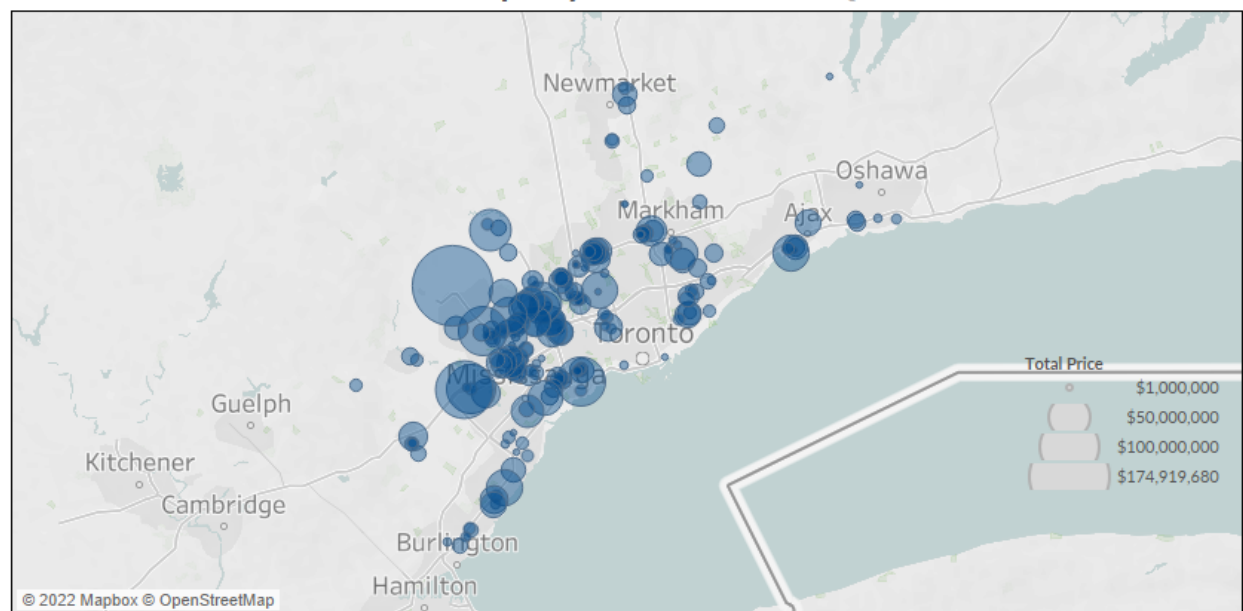 Newmarket
Oshawa
Markham
Ajax
Toronto
Total Price
$1,000,000
Mississauga
Guelph
$50,000,000
$100,000,000
Kitchener
$174,919,680
Cambridge
Burlington
Hamilton
© 2022 Mapbox © OpenStreetMap